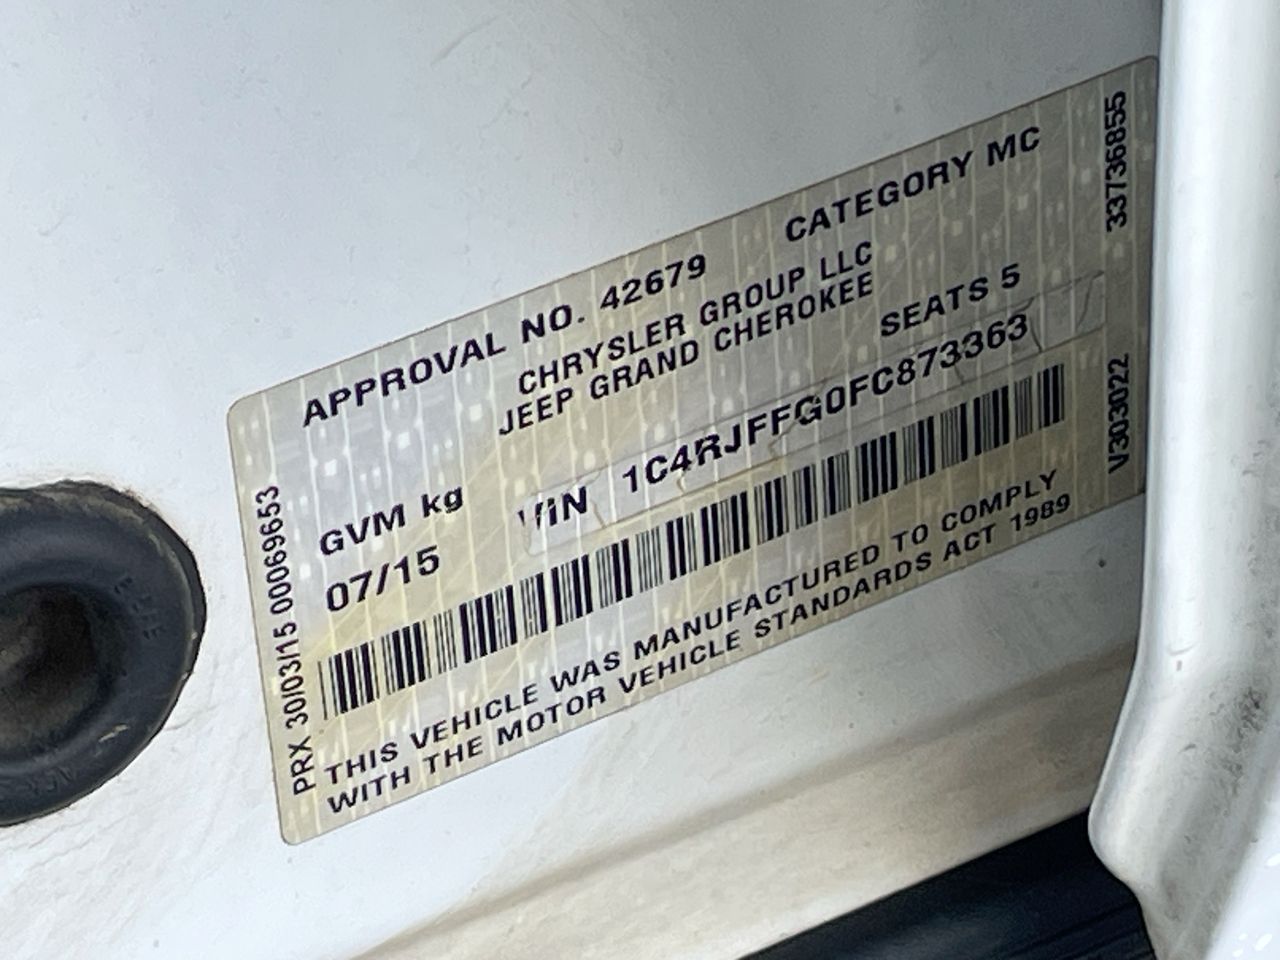 APPROVAL NO. 42679 CATEGORY MC
CHRYSLER GROUP LLC
JEEP GRAND CHEROKEE
SEATS 5
GVM kg VIN 1C4RJFFG0FC873363
07/15
THIS VEHICLE WAS MANUFACTURED TO COMPLY
WITH THE MOTOR VEHICLE STANDARDS ACT 1989
PRX 30/03/15 00069653
33736855
V303022